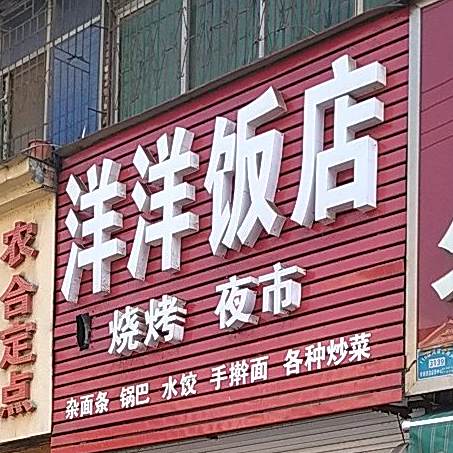 洋洋饭店
烧烤 夜市
杂面条 锅巴 水饺 手擀面 各种炒菜
农合定点
3139